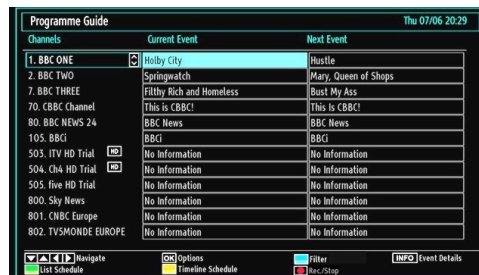 Programme Guide Thu 07/06 20:29
Channels Current Event Next Event
1. BBC ONE Holby City Hustle
2. BBC TWO Springwatch Mary, Queen of Shops
7. BBC THREE Filthy Rich and Homeless Bust My Ass
70. CBBC Channel This is CBBC! This Is CBBC!
80. BBC NEWS 24 BBC News BBC News
105. BBCi BBCi BBCi
503. ITV HD Trial HD No Information No Information
504. Ch4 HD Trial HD No Information No Information
505. five HD Trial No Information No Information
800. Sky News No Information No Information
801. CNBC Europe No Information No Information
802. TV5MONDE EUROPE No Information No Information
Navigate OK Options Filter INFO Event Details
List Schedule Timeline Schedule Rec./Stop